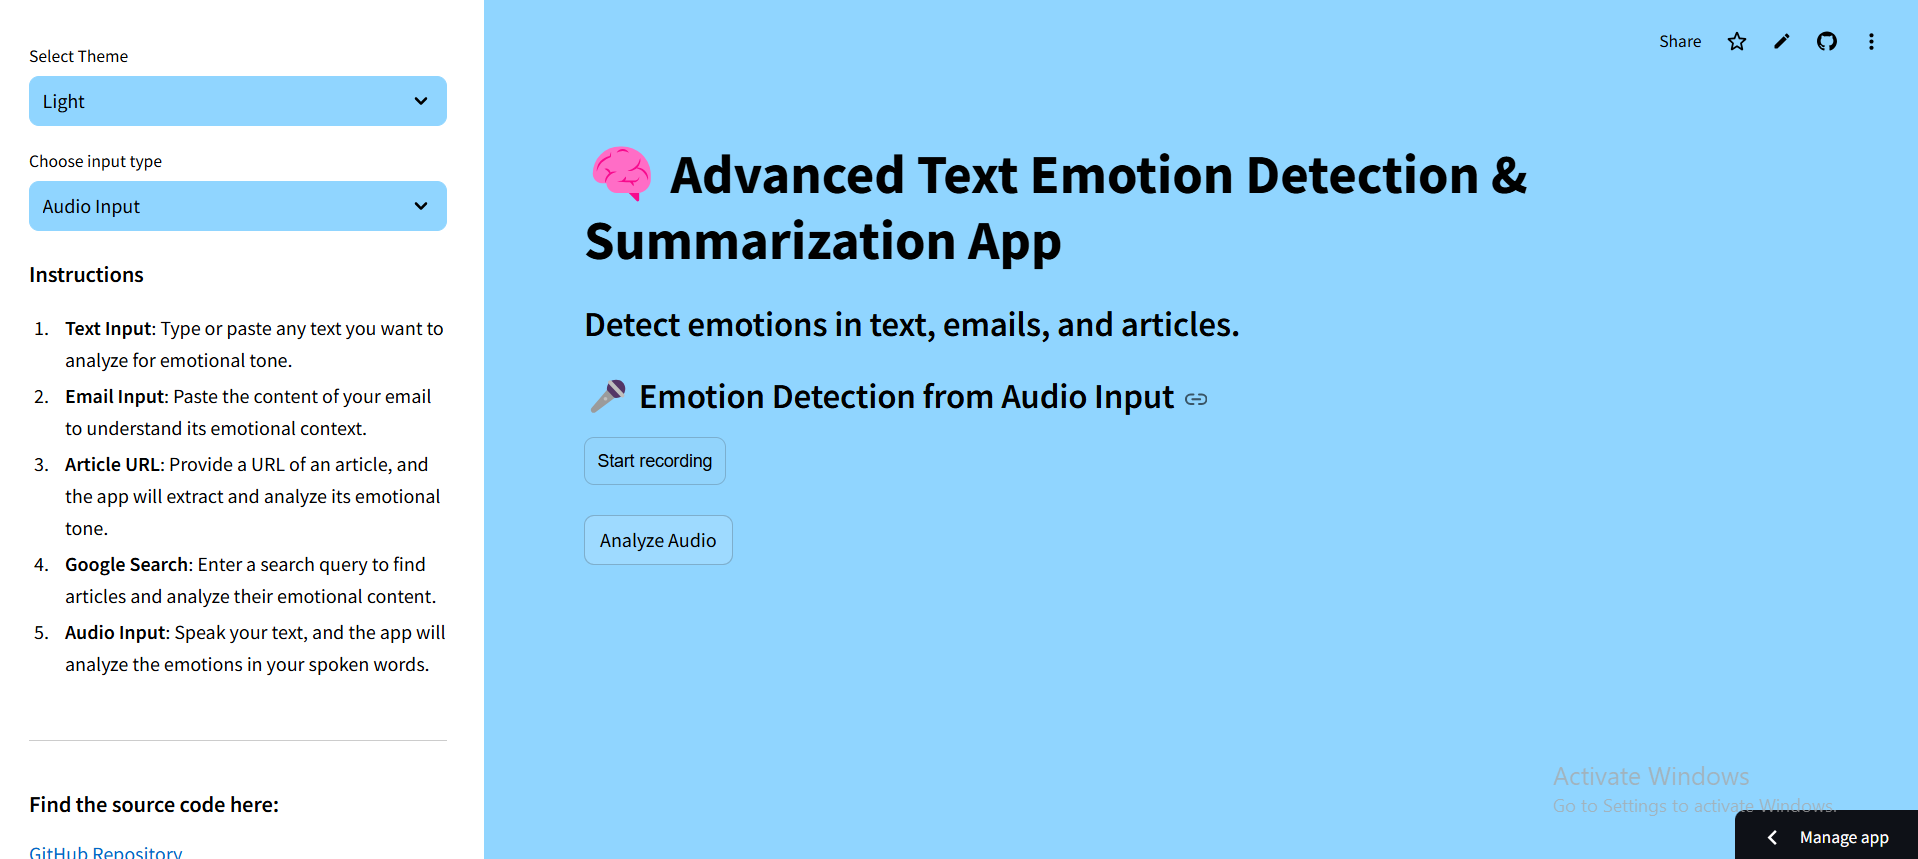 Select Theme
Light
Choose input type
Audio Input
Instructions
1. Text Input: Type or paste any text you want to
analyze for emotional tone.
2. Email Input: Paste the content of your email
to understand its emotional context.
3. Article URL: Provide a URL of an article, and
the app will extract and analyze its emotional
tone.
4. Google Search: Enter a search query to find
articles and analyze their emotional content.
5. Audio Input: Speak your text, and the app will
analyze the emotions in your spoken words.
Find the source code here:
GitHub Repository
Share
Advanced Text Emotion Detection &
Summarization App
Detect emotions in text, emails, and articles.
Emotion Detection from Audio Input
Start recording
Analyze Audio
Activate Windows
Go to Settings to activate Windows.
Manage app